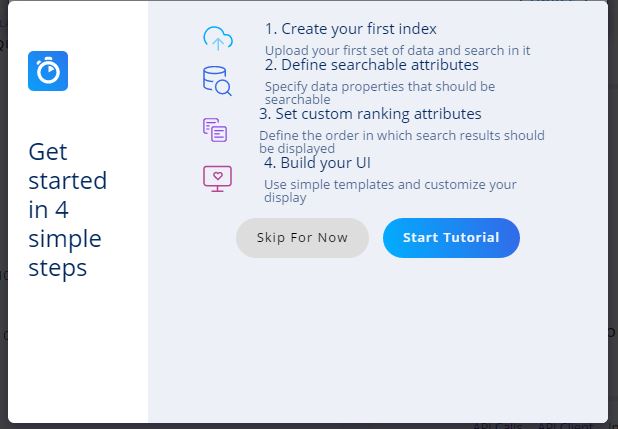 Get
started
in 4
simple
steps
1. Create your first index
Upload your first set of data and search in it
2. Define searchable attributes
Specify data properties that should be
searchable
3. Set custom ranking attributes
Define the order in which search results should
be displayed
4. Build your UI
Use simple templates and customize your
display
Skip For Now
Start Tutorial
API Calls
API Client